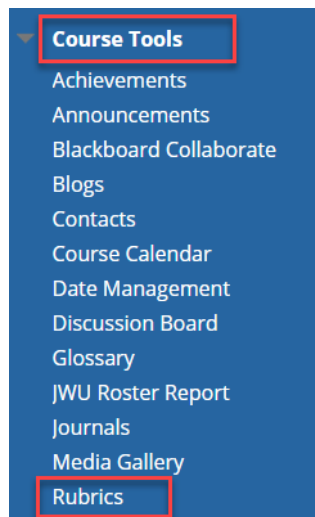 Course Tools
Achievements
Announcements
Blackboard Collaborate
Blogs
Contacts
Course Calendar
Date Management
Discussion Board
Glossary
JWU Roster Report
Journals
Media Gallery
Rubrics